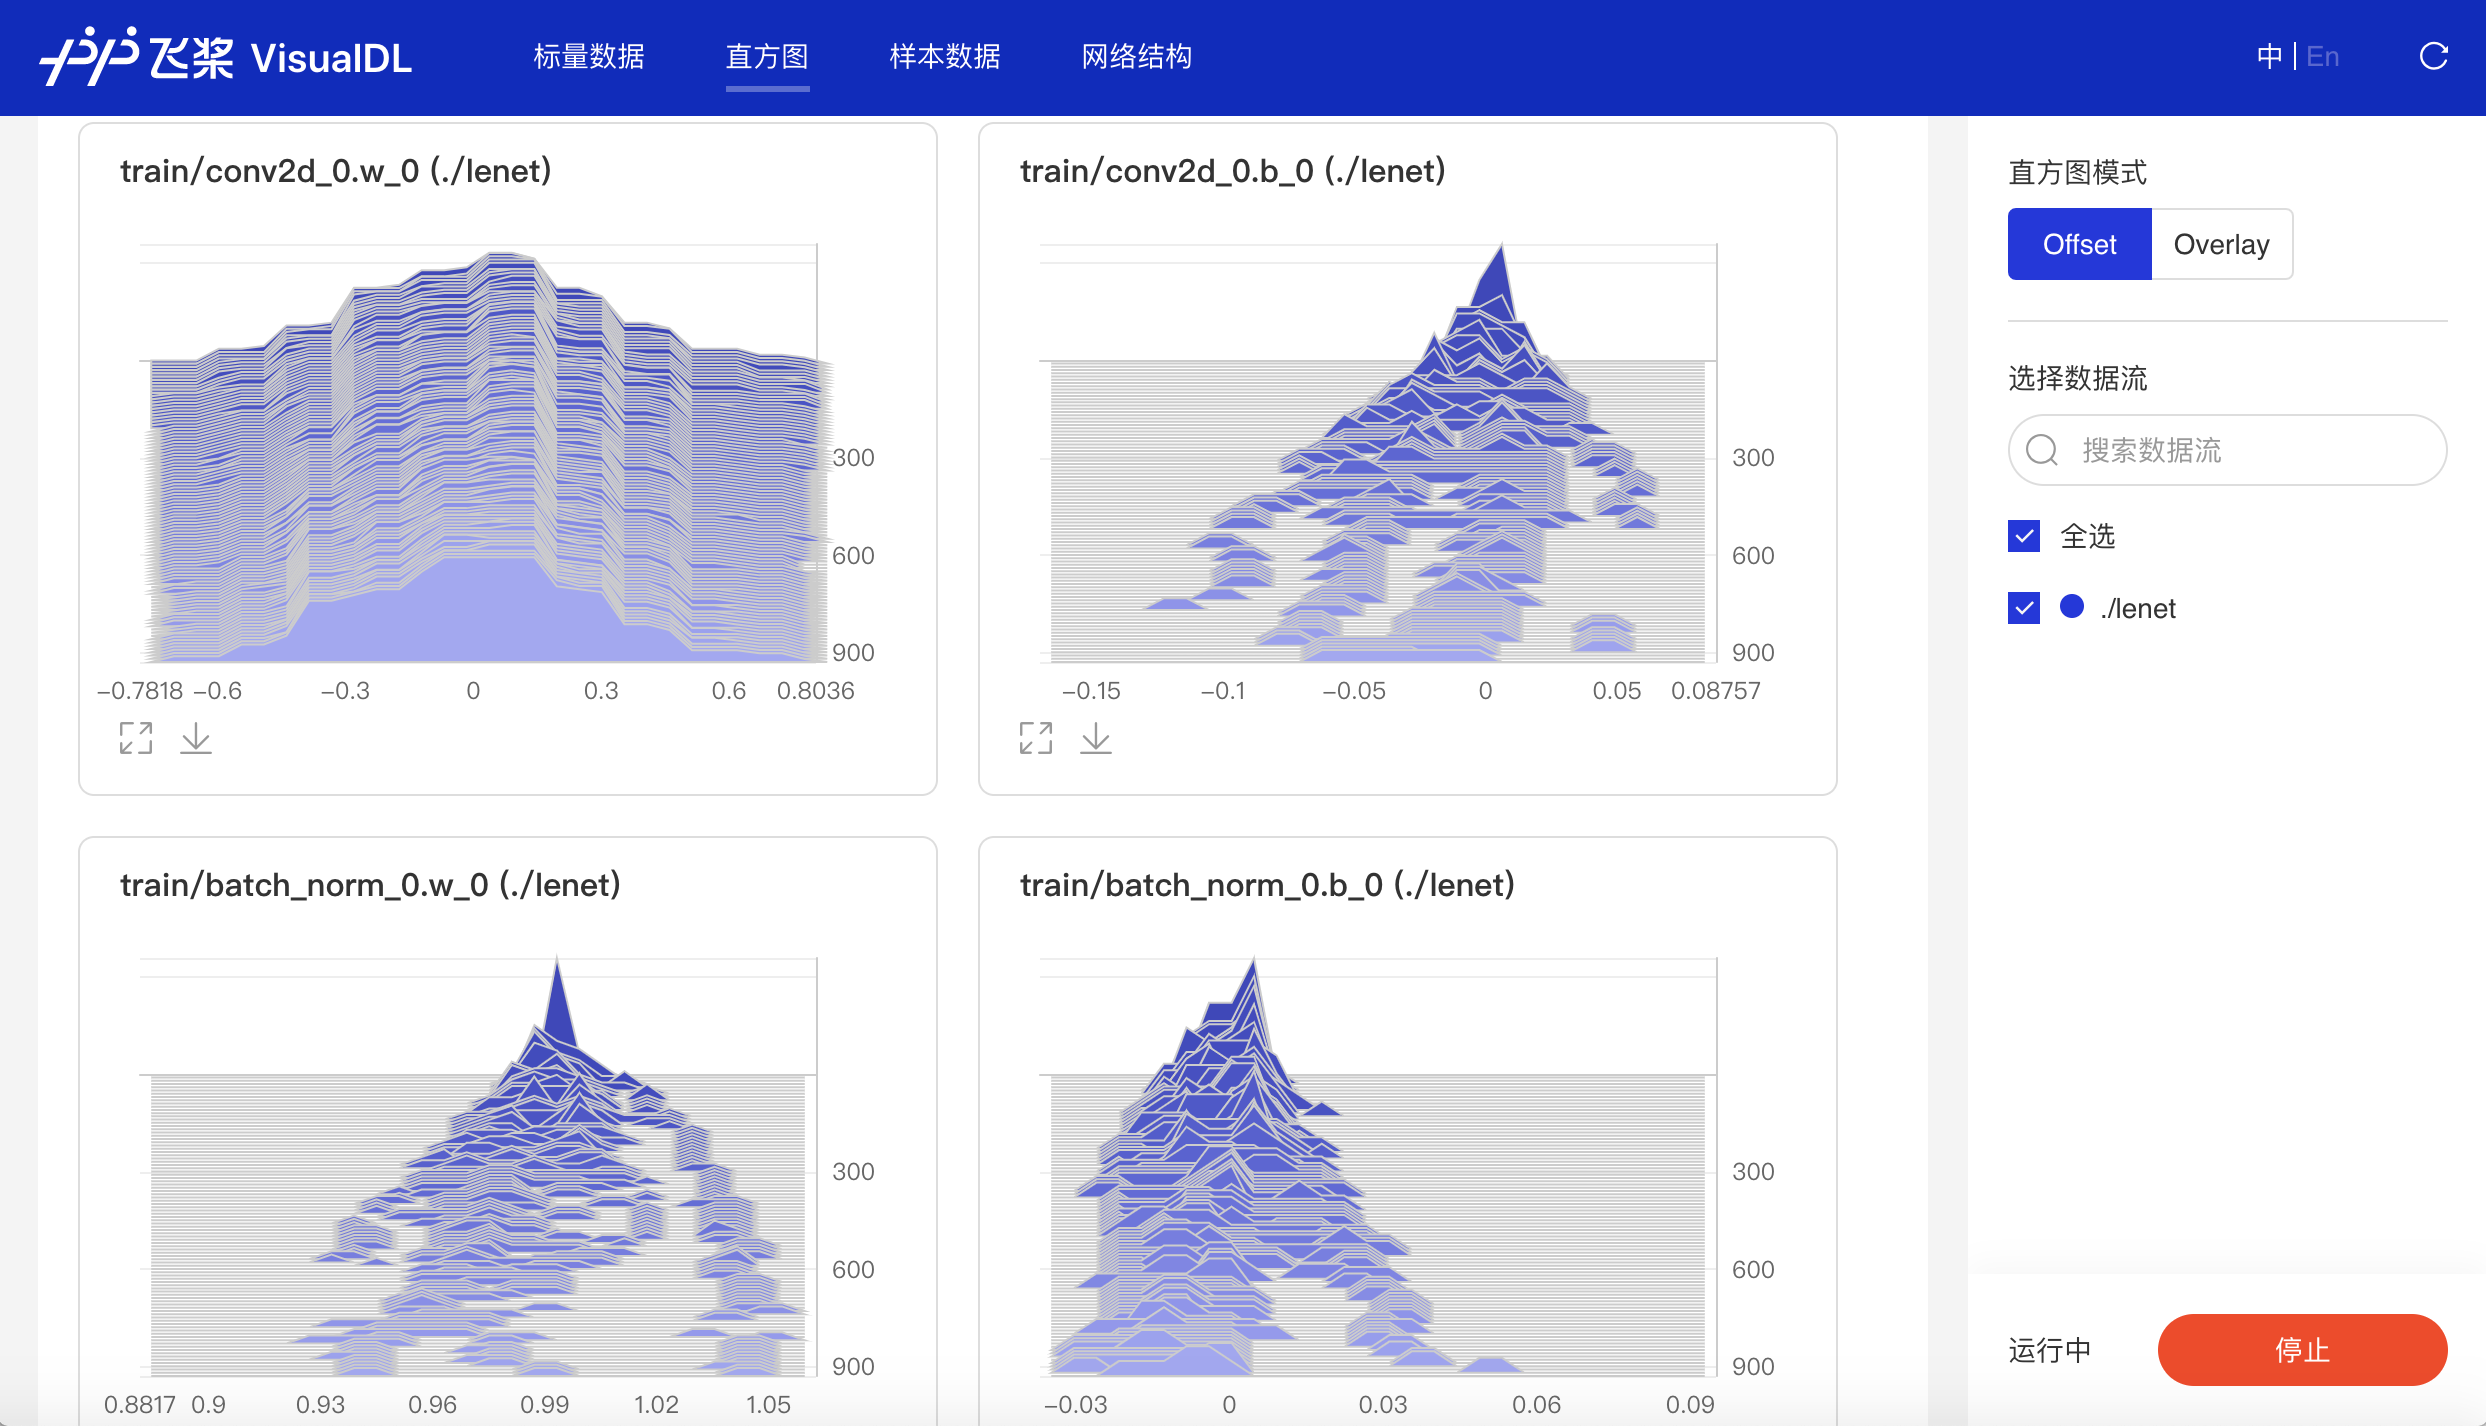 飞桨 VisualDL 标量数据 直方图 样本数据 网络结构 中 | En
train/conv2d_0.w_0 (./lenet)
300
600
900
−0.7818 −0.6 −0.3 0 0.3 0.6 0.8036
train/conv2d_0.b_0 (./lenet)
300
600
900
−0.15 −0.1 −0.05 0 0.05 0.08757
train/batch_norm_0.w_0 (./lenet)
300
600
900
0.8817 0.9 0.93 0.96 0.99 1.02 1.05
train/batch_norm_0.b_0 (./lenet)
300
600
900
−0.03 0 0.03 0.06 0.09
直方图模式
Offset Overlay
选择数据流
搜索数据流
全选
./lenet
运行中 停止